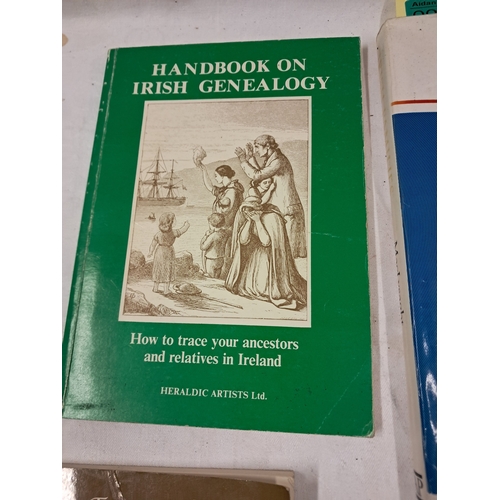 HANDBOOK ON
IRISH GENEALOGY
How to trace your ancestors
and relatives in Ireland
HERALDIC ARTISTS Ltd.